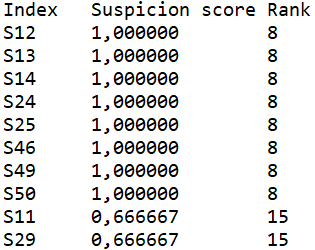 Index Suspicion score Rank
S12 1,000000 8
S13 1,000000 8
S14 1,000000 8
S24 1,000000 8
S25 1,000000 8
S46 1,000000 8
S49 1,000000 8
S50 1,000000 8
S11 0,666667 15
S29 0,666667 15